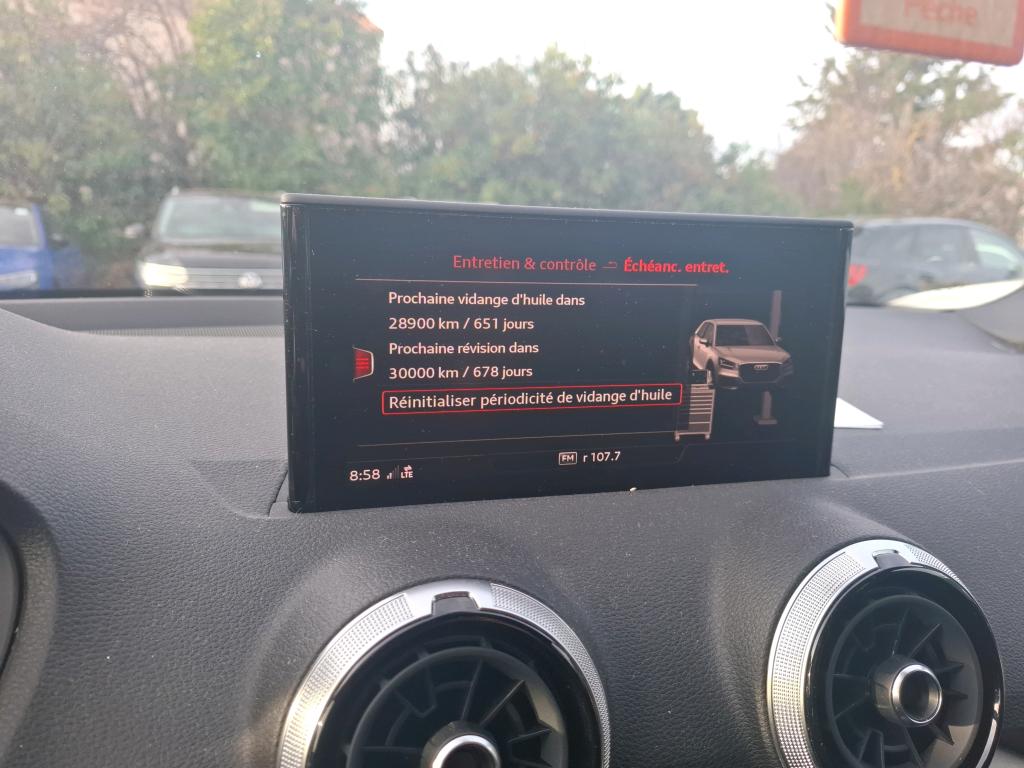 Pêche
Entretien & contrôle Échéanc. entret.
Prochaine vidange d'huile dans
28900 km / 651 jours
Prochaine révision dans
30000 km / 678 jours
Réinitialiser périodicité de vidange d'huile
FM r 107.7
8:58 LTE